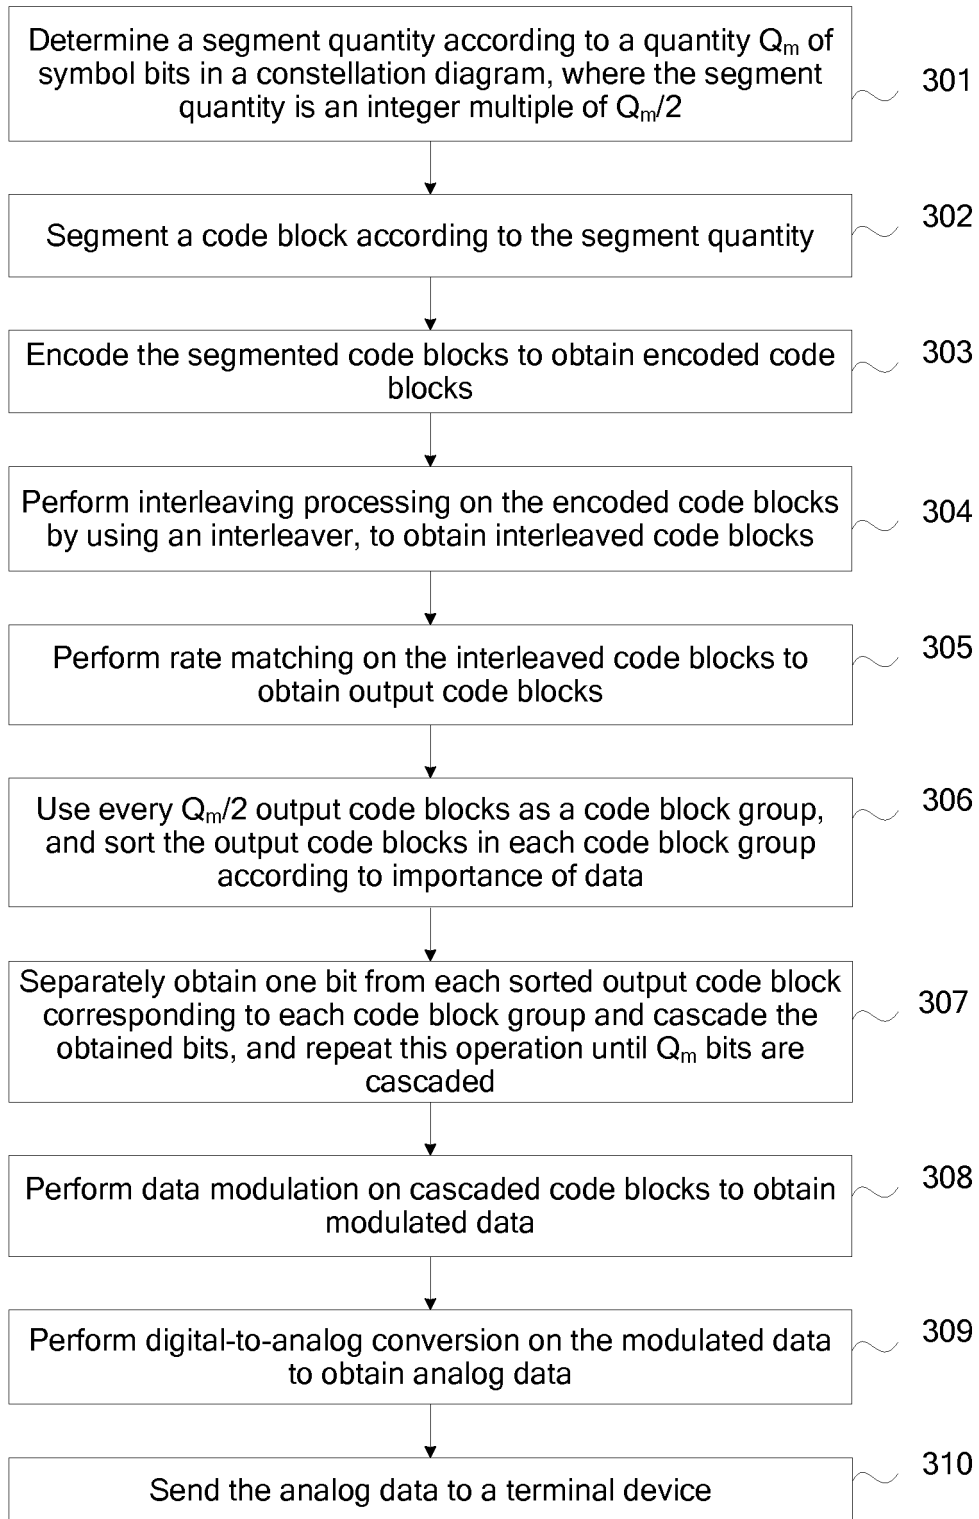 Determine a segment quantity according to a quantity Qm of
symbol bits in a constellation diagram, where the segment
quantity is an integer multiple of Qm/2
301
Segment a code block according to the segment quantity
302
Encode the segmented code blocks to obtain encoded code
blocks
303
Perform interleaving processing on the encoded code blocks
by using an interleaver, to obtain interleaved code blocks
304
Perform rate matching on the interleaved code blocks to
obtain output code blocks
305
Use every Qm/2 output code blocks as a code block group,
and sort the output code blocks in each code block group
according to importance of data
306
Separately obtain one bit from each sorted output code block
corresponding to each code block group and cascade the
obtained bits, and repeat this operation until Qm bits are
cascaded
307
Perform data modulation on cascaded code blocks to obtain
modulated data
308
Perform digital-to-analog conversion on the modulated data
to obtain analog data
309
Send the analog data to a terminal device
310